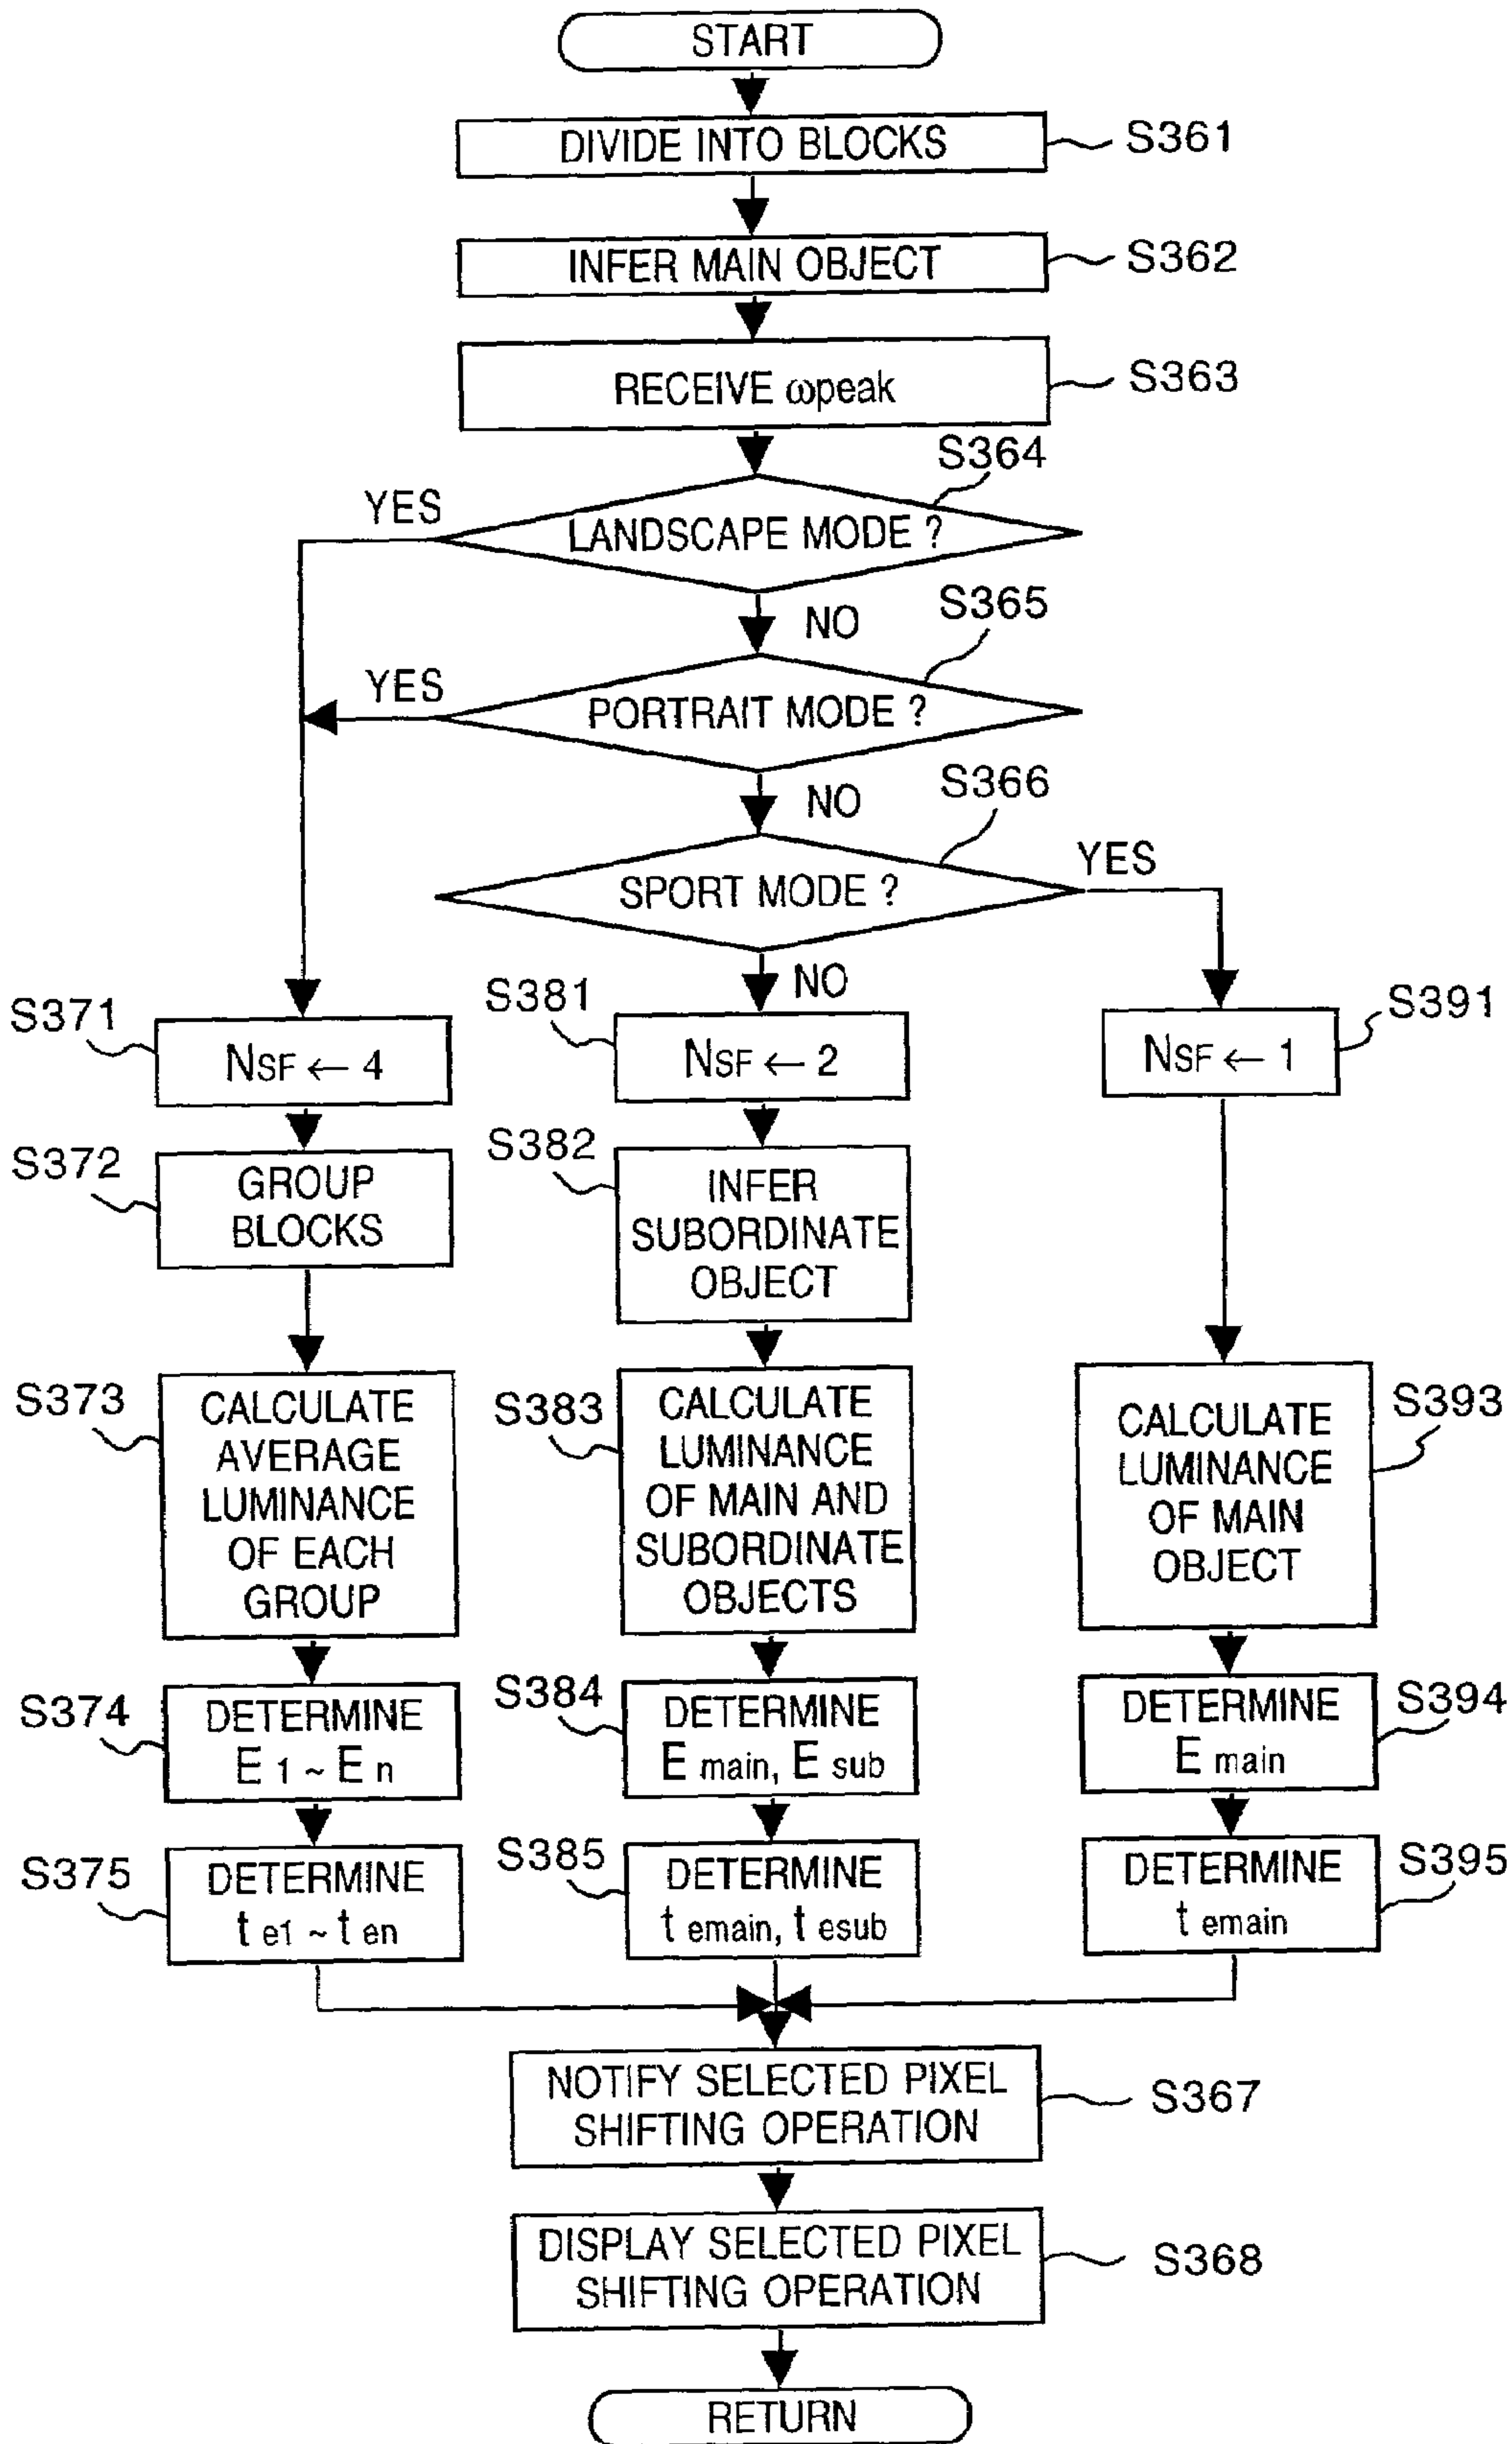 START
DIVIDE INTO BLOCKS
S361
INFER MAIN OBJECT
S362
RECEIVE ωpeak
S363
S364
YES
LANDSCAPE MODE ?
NO
S365
YES
PORTRAIT MODE ?
NO
S366
YES
SPORT MODE ?
NO
S371
NSF ← 4
S372
GROUP
BLOCKS
S373
CALCULATE
AVERAGE
LUMINANCE
OF EACH
GROUP
S374
DETERMINE
E 1 ~ E n
S375
DETERMINE
t e1 ~ t en
S381
NSF ← 2
S382
INFER
SUBORDINATE
OBJECT
S383
CALCULATE
LUMINANCE
OF MAIN AND
SUBORDINATE
OBJECTS
S384
DETERMINE
E main, E sub
S385
DETERMINE
t emain, t esub
S391
NSF ← 1
S393
CALCULATE
LUMINANCE
OF MAIN
OBJECT
S394
DETERMINE
E main
S395
DETERMINE
t emain
NOTIFY SELECTED PIXEL
SHIFTING OPERATION
S367
DISPLAY SELECTED PIXEL
SHIFTING OPERATION
S368
RETURN